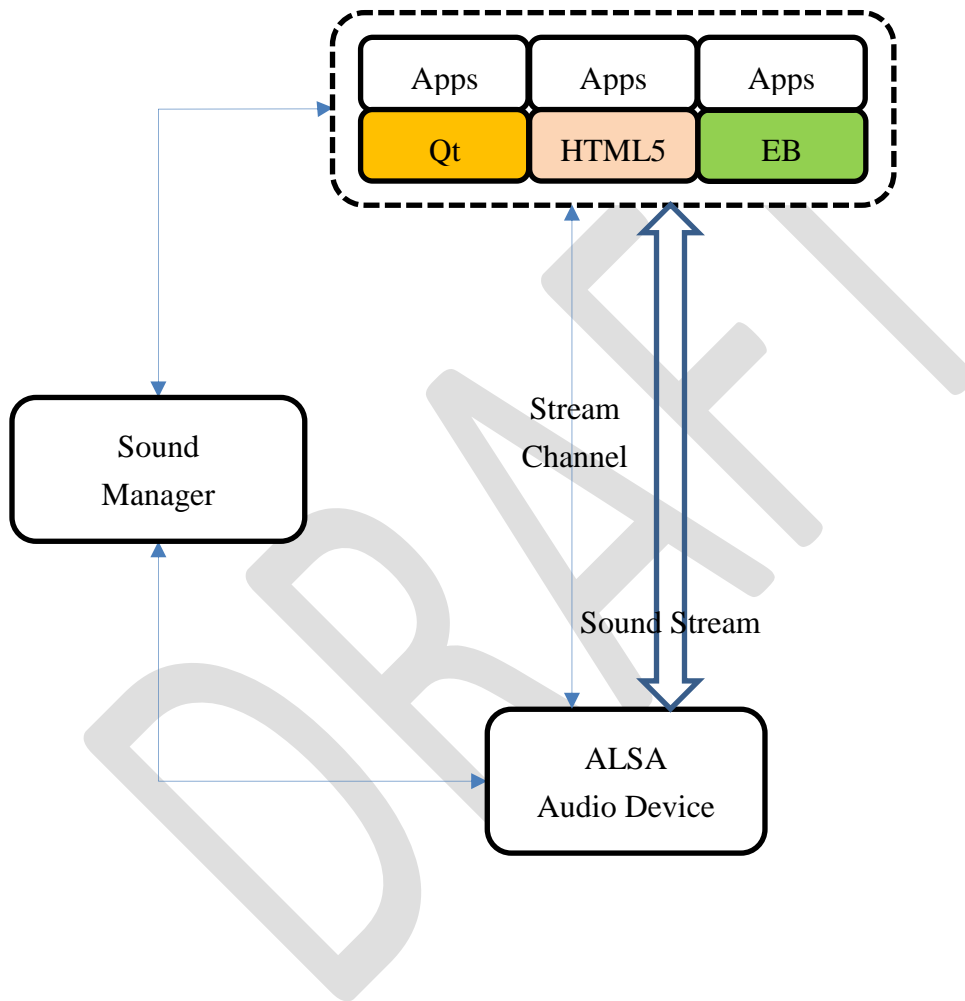 Apps Apps Apps
Qt HTML5 EB
Stream
Channel
Sound
Manager
Sound Stream
ALSA
Audio Device
DRAFT